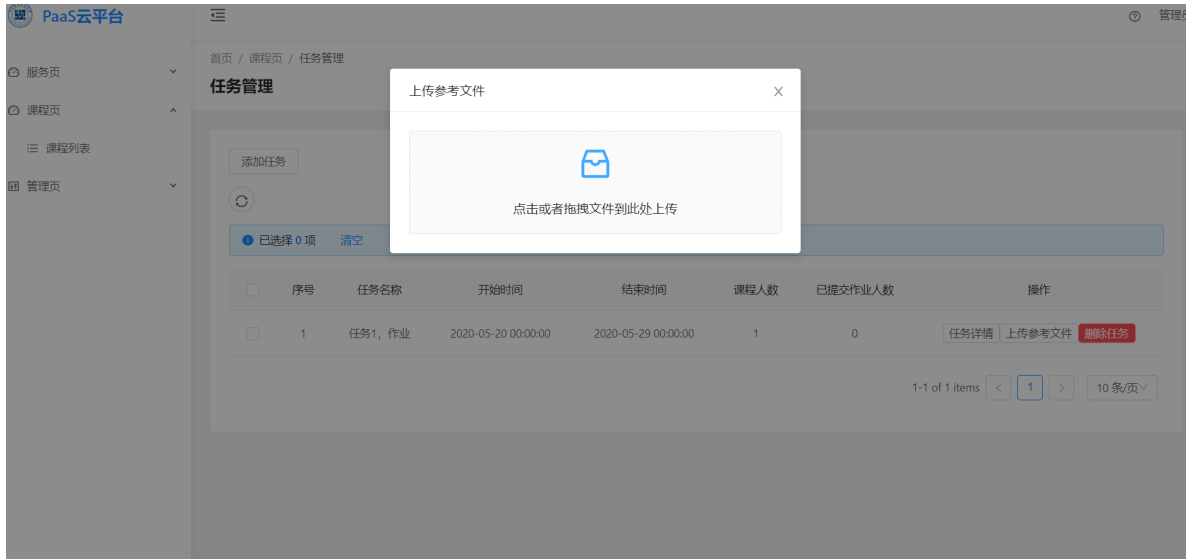 PaaS云平台
管理员
首页 / 课程页 / 任务管理
任务管理
服务页
课程页
课程列表
管理页
上传参考文件
点击或者拖拽文件到此处上传
添加任务
已选择 0 项 清空
序号 任务名称 开始时间 结束时间 课程人数 已提交作业人数 操作
1 任务1，作业 2020-05-20 00:00:00 2020-05-29 00:00:00 1 0 任务详情 上传参考文件 删除任务
1-1 of 1 items < 1 > 10 条/页